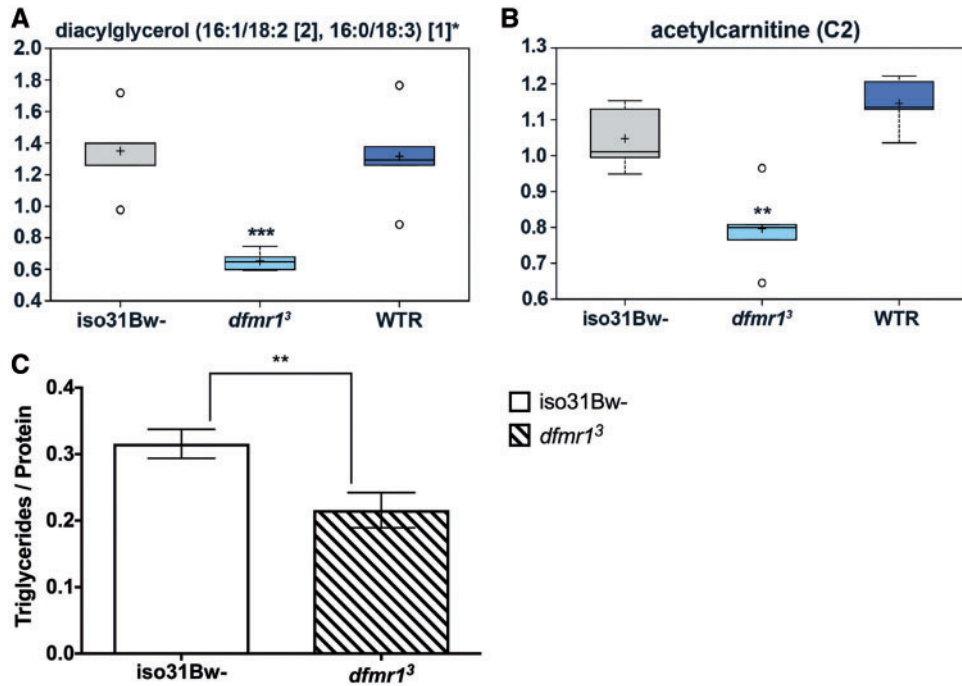 A
diacylglycerol (16:1/18:2 [2], 16:0/18:3) [1]*
2.0
1.8
1.6
1.4
1.2
1.0
0.8
0.6
0.4
***
iso31Bw-
dfmr1³
WTR
B
acetylcarnitine (C2)
1.3
1.2
1.1
1.0
0.9
0.8
0.7
0.6
**
iso31Bw-
dfmr1³
WTR
C
Triglycerides / Protein
0.4
0.3
0.2
0.1
0.0
**
iso31Bw-
dfmr1³
iso31Bw-
dfmr1³